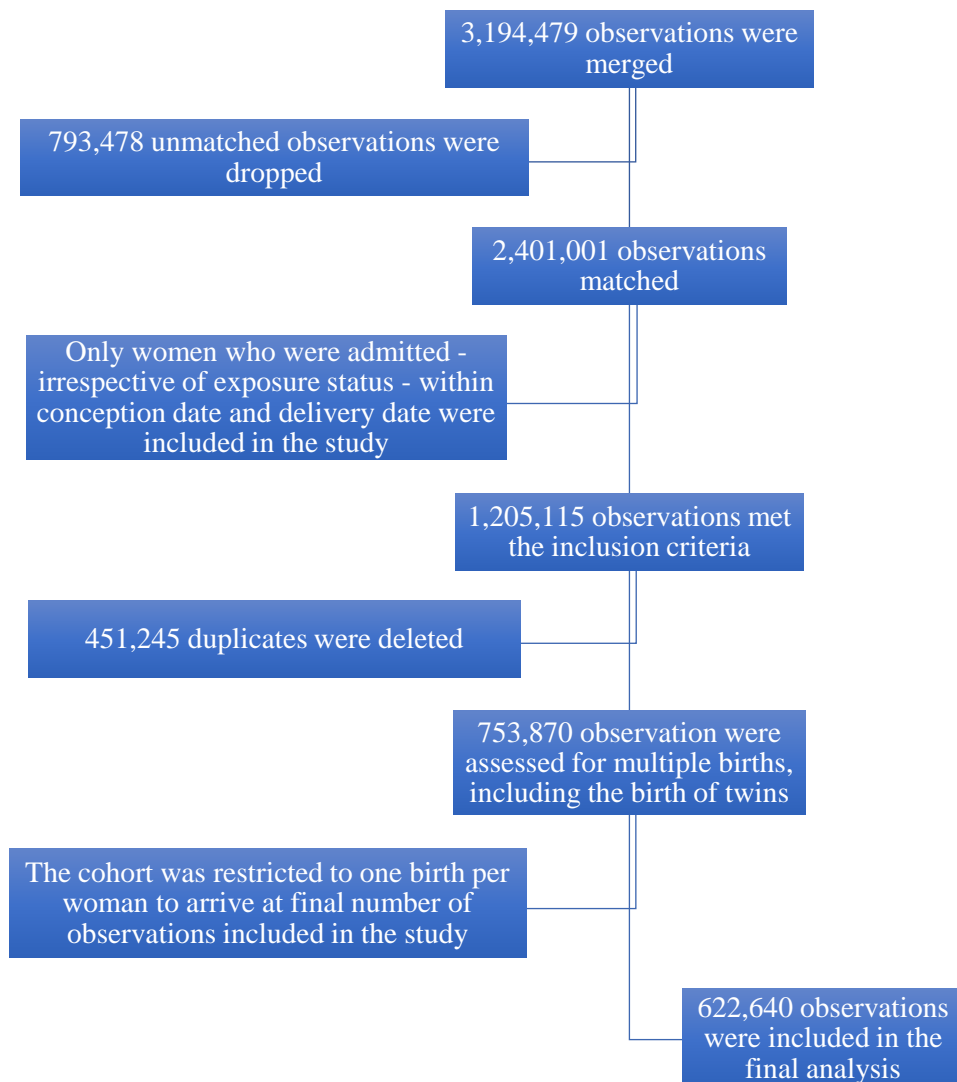 3,194,479 observations were
merged
793,478 unmatched observations were
dropped
2,401,001 observations
matched
Only women who were admitted -
irrespective of exposure status - within
conception date and delivery date were
included in the study
1,205,115 observations met
the inclusion criteria
451,245 duplicates were deleted
753,870 observation were
assessed for multiple births,
including the birth of twins
The cohort was restricted to one birth per
woman to arrive at final number of
observations included in the study
622,640 observations
were included in the
final analysis